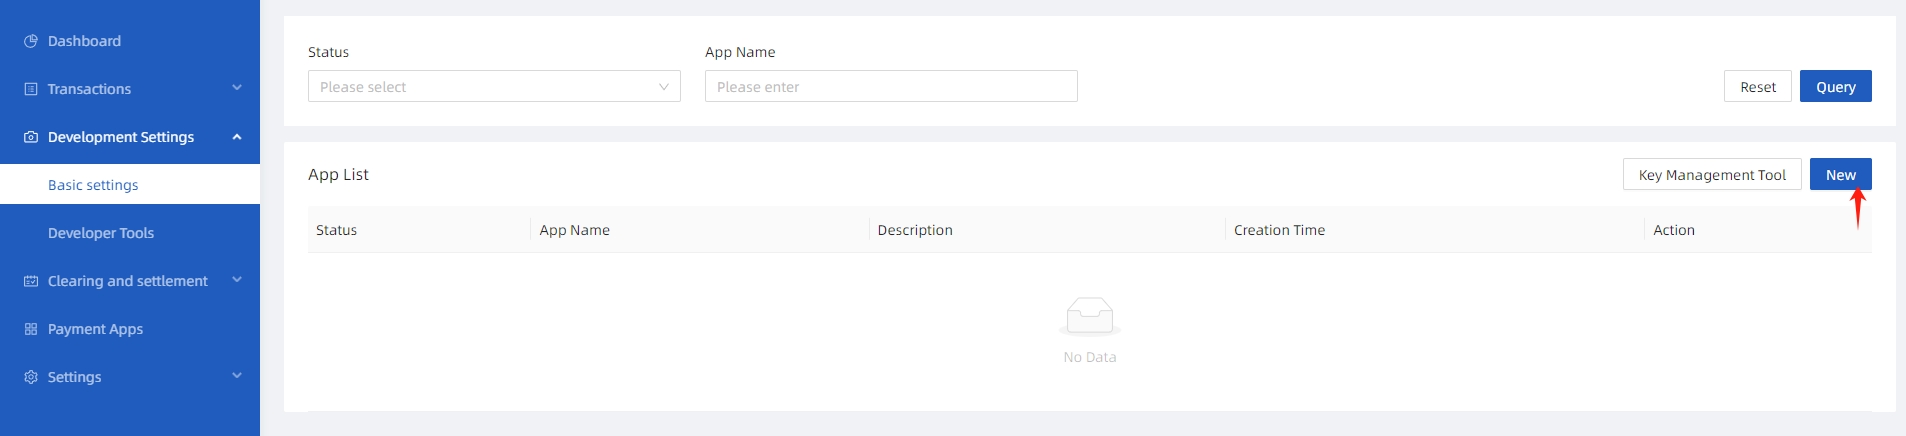 Dashboard
Transactions
Development Settings
Basic settings
Developer Tools
Clearing and settlement
Payment Apps
Settings
Status
App Name
Please select
Please enter
Reset
Query
App List
Key Management Tool
New
Status
App Name
Description
Creation Time
Action
No Data